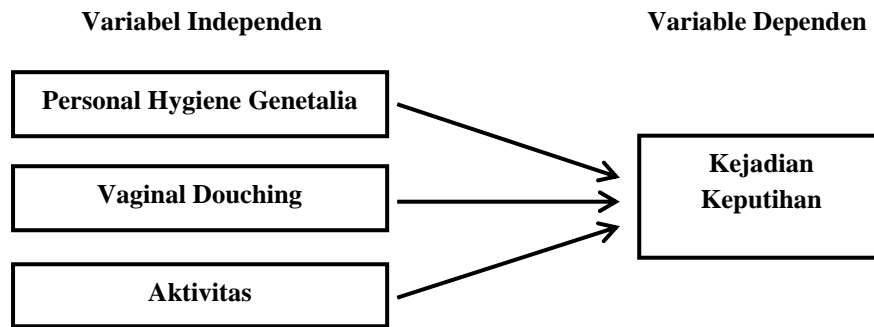 Variabel Independen
Variable Dependen
Personal Hygiene Genetalia
Vaginal Douching
Aktivitas
Kejadian
Keputihan